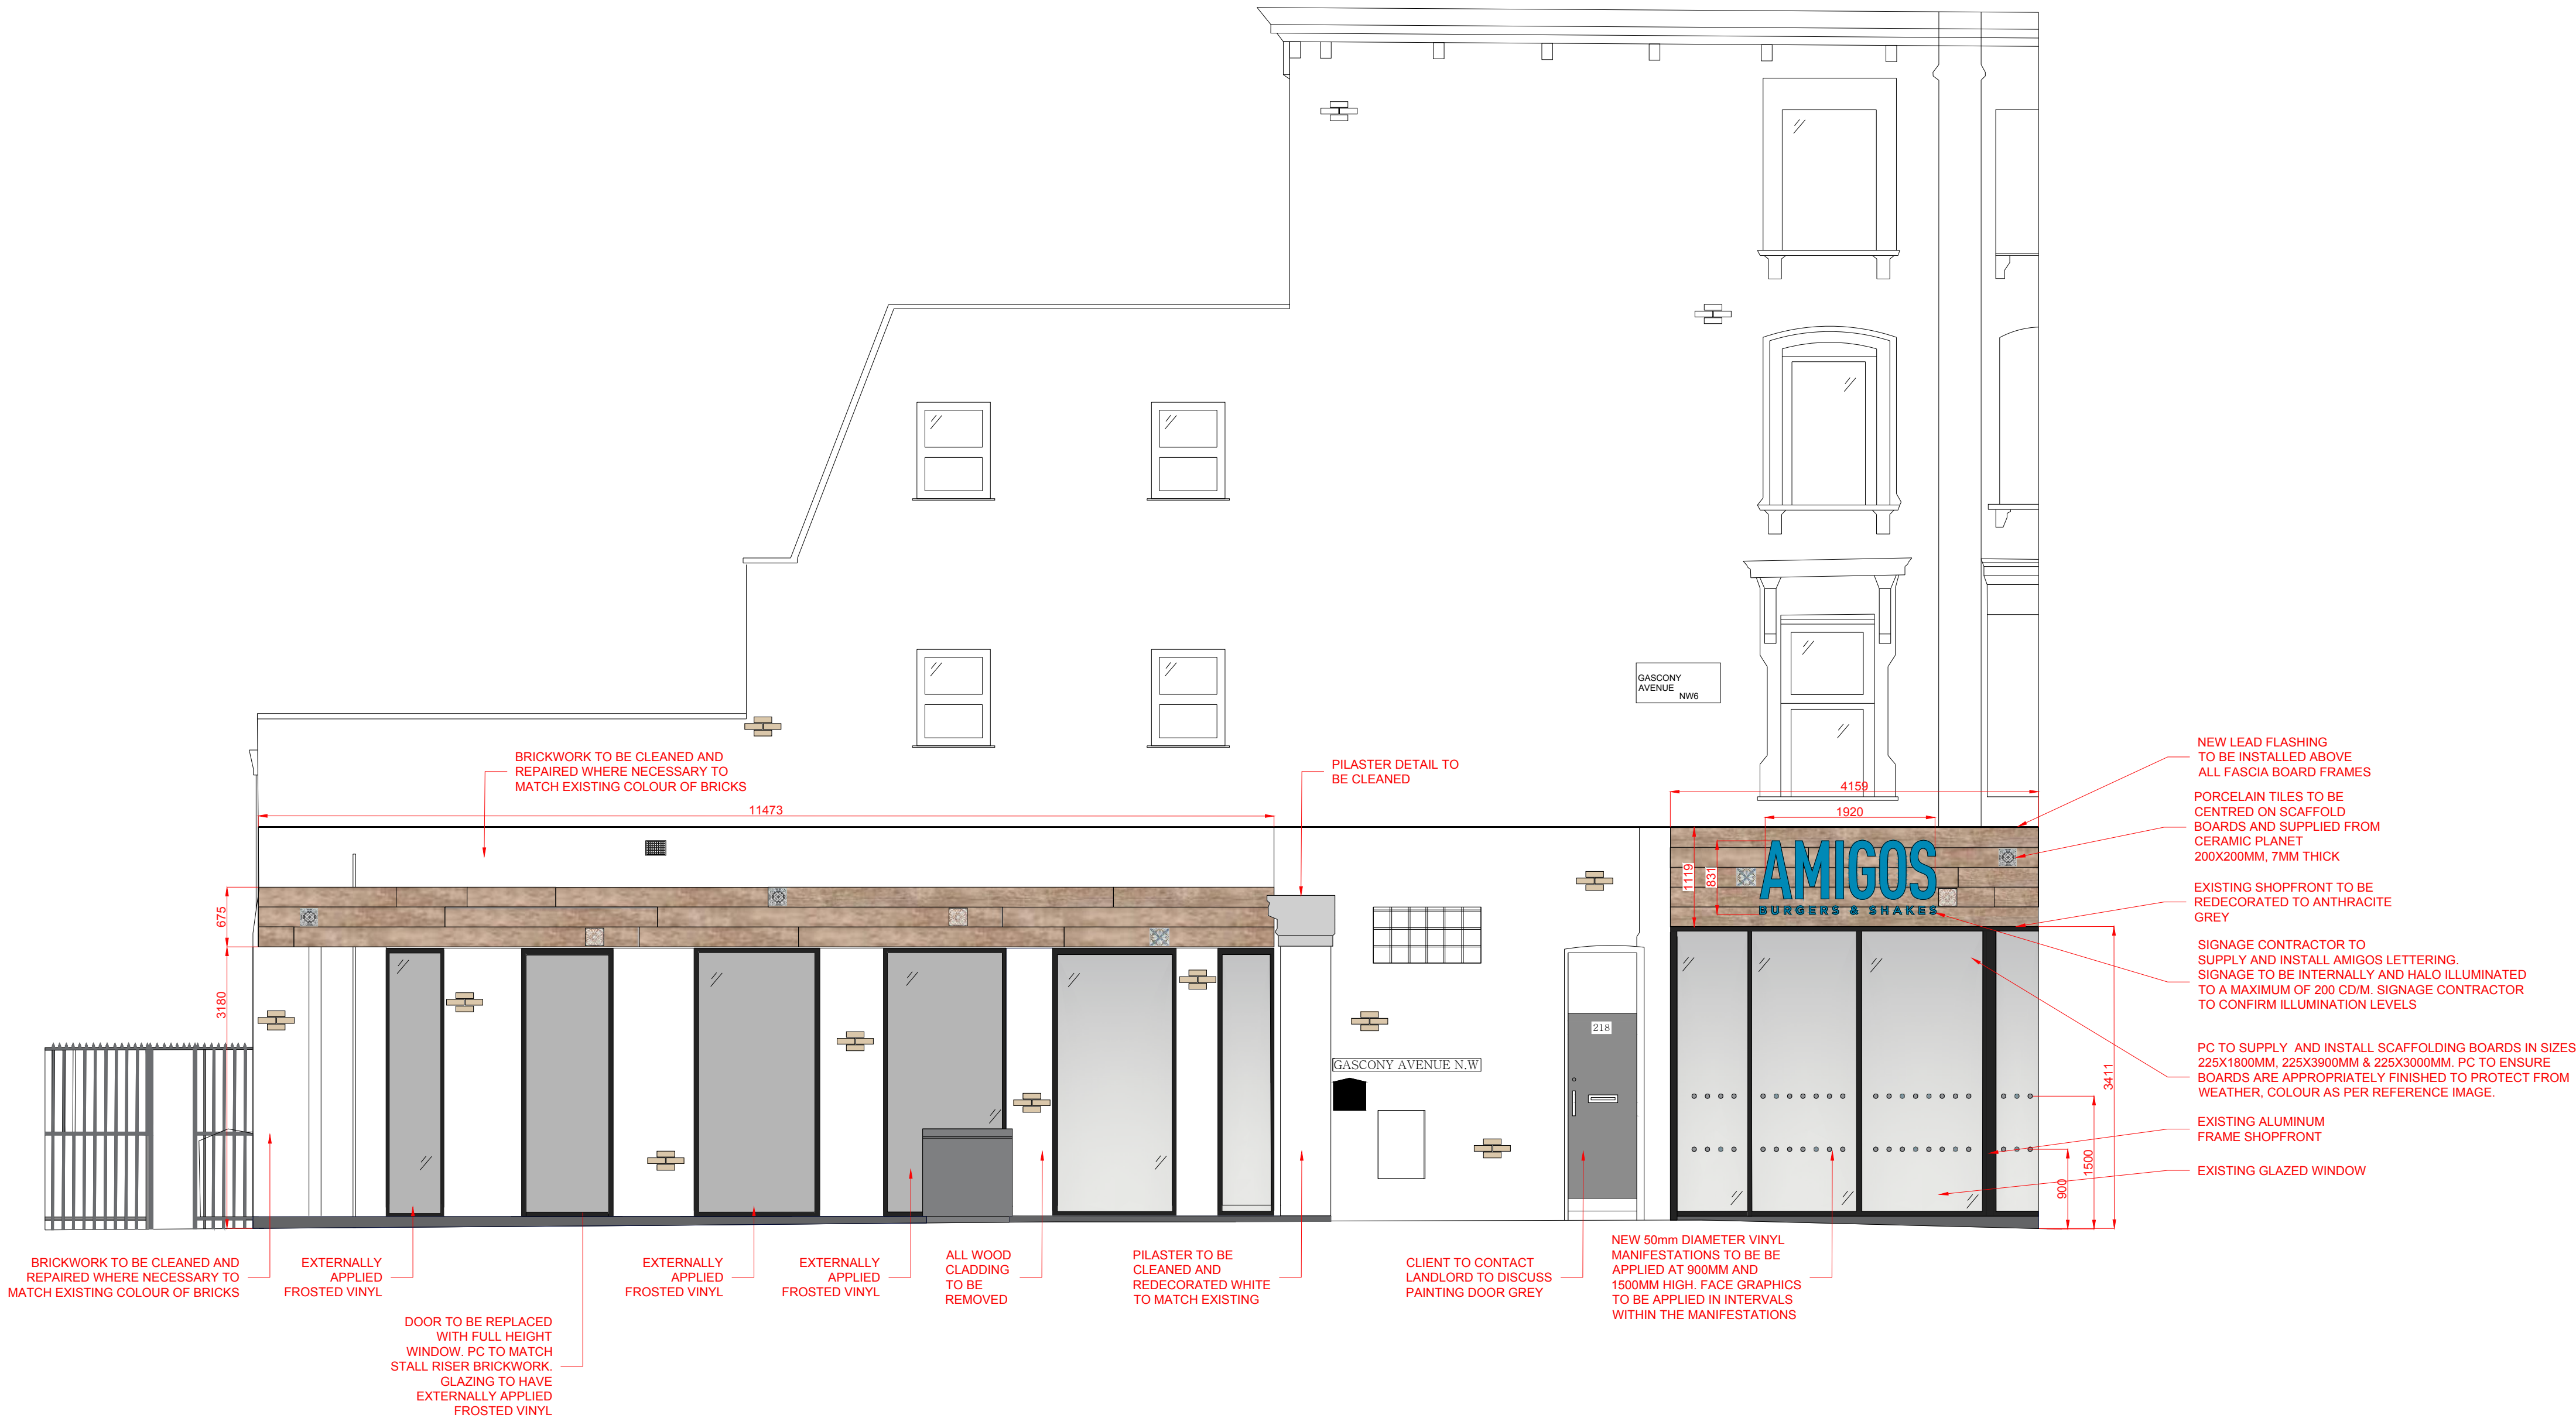 GASCONY
AVENUE
NW6
BRICKWORK TO BE CLEANED AND
REPAIRED WHERE NECESSARY TO
MATCH EXISTING COLOUR OF BRICKS
PILASTER DETAIL TO
BE CLEANED
11473
4159
1920
1119
831
675
3180
AMIGOS
BURGERS & SHAKES
218
GASCONY AVENUE N.W
3411
1500
900
NEW LEAD FLASHING
TO BE INSTALLED ABOVE
ALL FASCIA BOARD FRAMES
PORCELAIN TILES TO BE
CENTRED ON SCAFFOLD
BOARDS AND SUPPLIED FROM
CERAMIC PLANET
200X200MM, 7MM THICK
EXISTING SHOPFRONT TO BE
REDECORATED TO ANTHRACITE
GREY
SIGNAGE CONTRACTOR TO
SUPPLY AND INSTALL AMIGOS LETTERING.
SIGNAGE TO BE INTERNALLY AND HALO ILLUMINATED
TO A MAXIMUM OF 200 CD/M. SIGNAGE CONTRACTOR
TO CONFIRM ILLUMINATION LEVELS
PC TO SUPPLY AND INSTALL SCAFFOLDING BOARDS IN SIZES
225X1800MM, 225X3900MM & 225X3000MM. PC TO ENSURE
BOARDS ARE APPROPRIATELY FINISHED TO PROTECT FROM
WEATHER, COLOUR AS PER REFERENCE IMAGE.
EXISTING ALUMINUM
FRAME SHOPFRONT
EXISTING GLAZED WINDOW
BRICKWORK TO BE CLEANED AND
REPAIRED WHERE NECESSARY TO
MATCH EXISTING COLOUR OF BRICKS
EXTERNALLY
APPLIED
FROSTED VINYL
DOOR TO BE REPLACED
WITH FULL HEIGHT
WINDOW. PC TO MATCH
STALL RISER BRICKWORK.
GLAZING TO HAVE
EXTERNALLY APPLIED
FROSTED VINYL
EXTERNALLY
APPLIED
FROSTED VINYL
EXTERNALLY
APPLIED
FROSTED VINYL
ALL WOOD
CLADDING
TO BE
REMOVED
PILASTER TO BE
CLEANED AND
REDECORATED WHITE
TO MATCH EXISTING
CLIENT TO CONTACT
LANDLORD TO DISCUSS
PAINTING DOOR GREY
NEW 50mm DIAMETER VINYL
MANIFESTATIONS TO BE BE
APPLIED AT 900MM AND
1500MM HIGH. FACE GRAPHICS
TO BE APPLIED IN INTERVALS
WITHIN THE MANIFESTATIONS